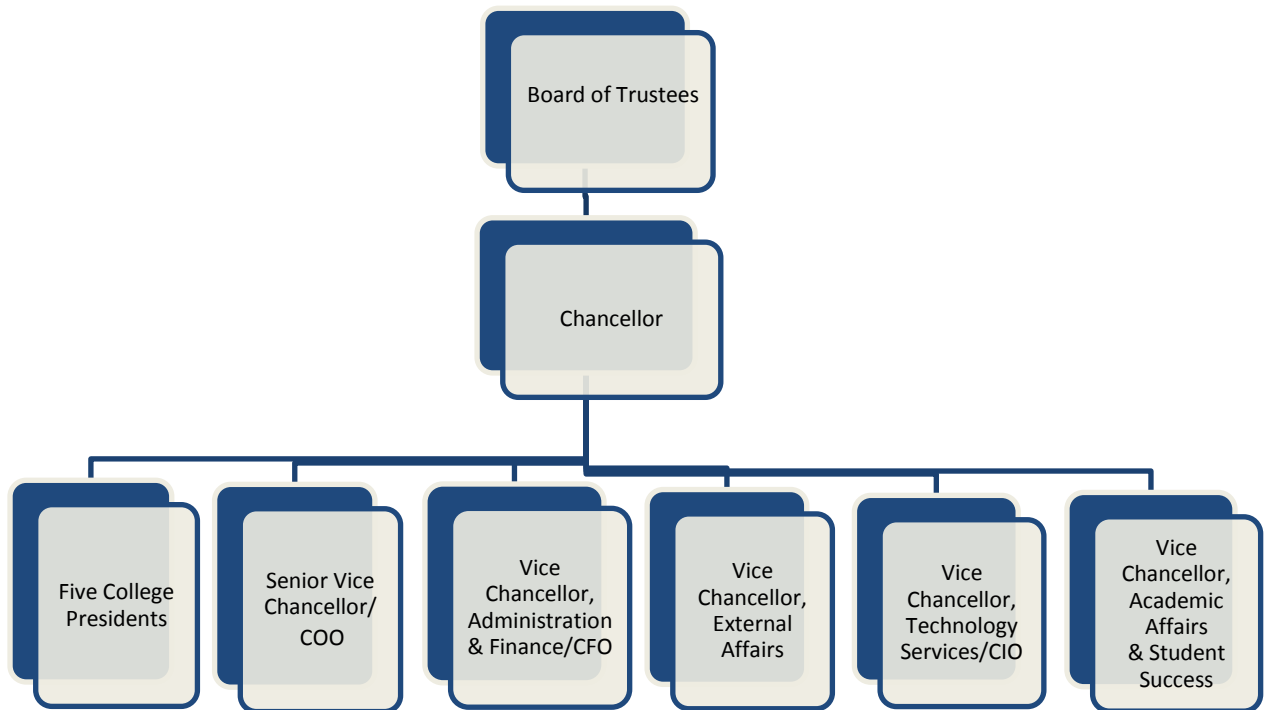 Board of Trustees
Chancellor
Five College
Presidents
Senior Vice
Chancellor/
COO
Vice
Chancellor,
Administration
& Finance/CFO
Vice
Chancellor,
External
Affairs
Vice
Chancellor,
Technology
Services/CIO
Vice
Chancellor,
Academic
Affairs
& Student
Success